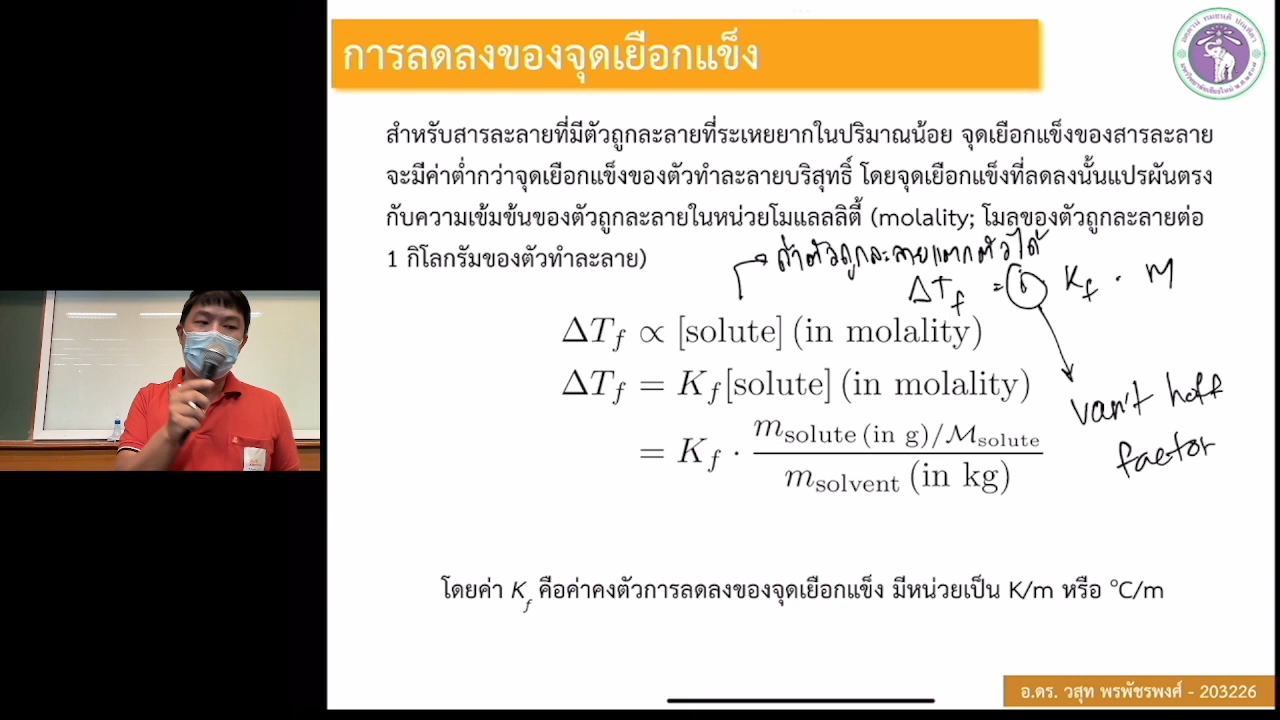 การลดลงของจุดเยือกแข็ง
สำหรับสารละลายที่มีตัวถูกละลายที่ระเหยยากในปริมาณน้อย จุดเยือกแข็งของสารละลาย
จะมีค่าต่ำกว่าจุดเยือกแข็งของตัวทำละลายบริสุทธิ์ โดยจุดเยือกแข็งที่ลดลงนั้นแปรผันตรง
กับความเข้มข้นของตัวถูกละลายในหน่วยโมแลลลิตี้ (molality; โมลของตัวถูกละลายต่อ
1 กิโลกรัมของตัวทำละลาย)
ถ้าตัวถูกละลายแตกตัวได้
ΔT_f = i K_f · m
ΔT_f ∝ [solute] (in molality)
ΔT_f = K_f[solute] (in molality)
van't hoff
factor
= K_f · m_solute (in g)/ℳ_solute
m_solvent (in kg)
โดยค่า K_f คือค่าคงตัวการลดลงของจุดเยือกแข็ง มีหน่วยเป็น K/m หรือ °C/m
อ.ดร. วสุท พรพัชรพงศ์ - 203226